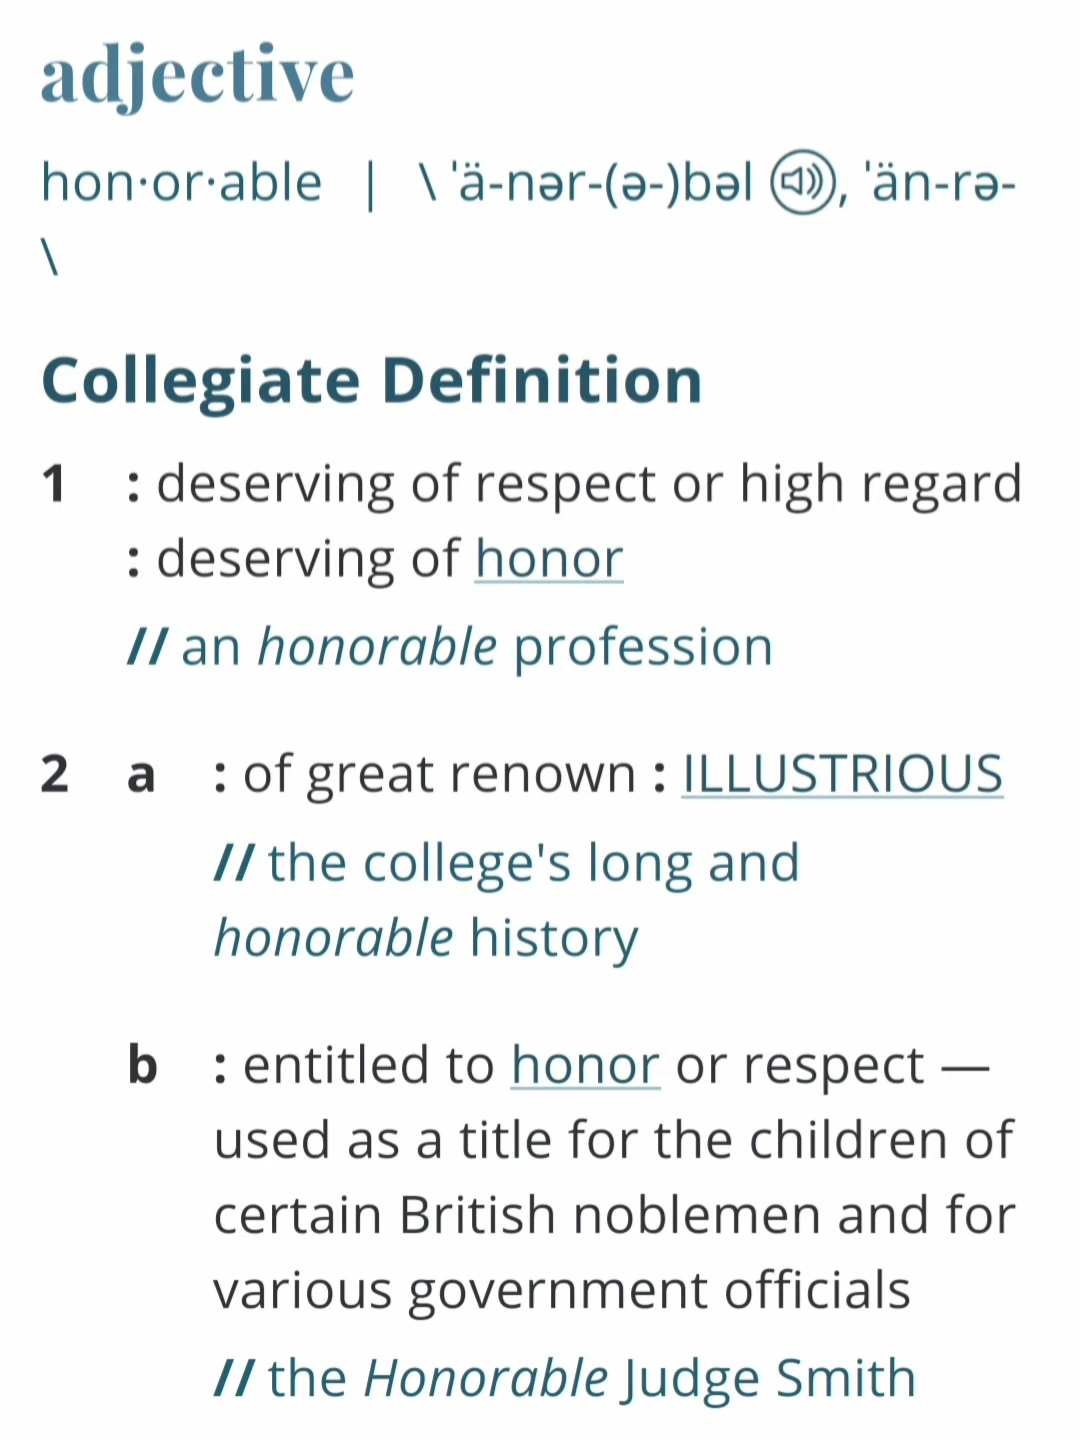 adjective
hon·or·able | \ ˈä-nər-(ə-)bəl , ˈän-rə-
\
Collegiate Definition
1 : deserving of respect or high regard
: deserving of honor
// an honorable profession
2 a : of great renown : ILLUSTRIOUS
// the college's long and
honorable history
b : entitled to honor or respect —
used as a title for the children of
certain British noblemen and for
various government officials
// the Honorable Judge Smith